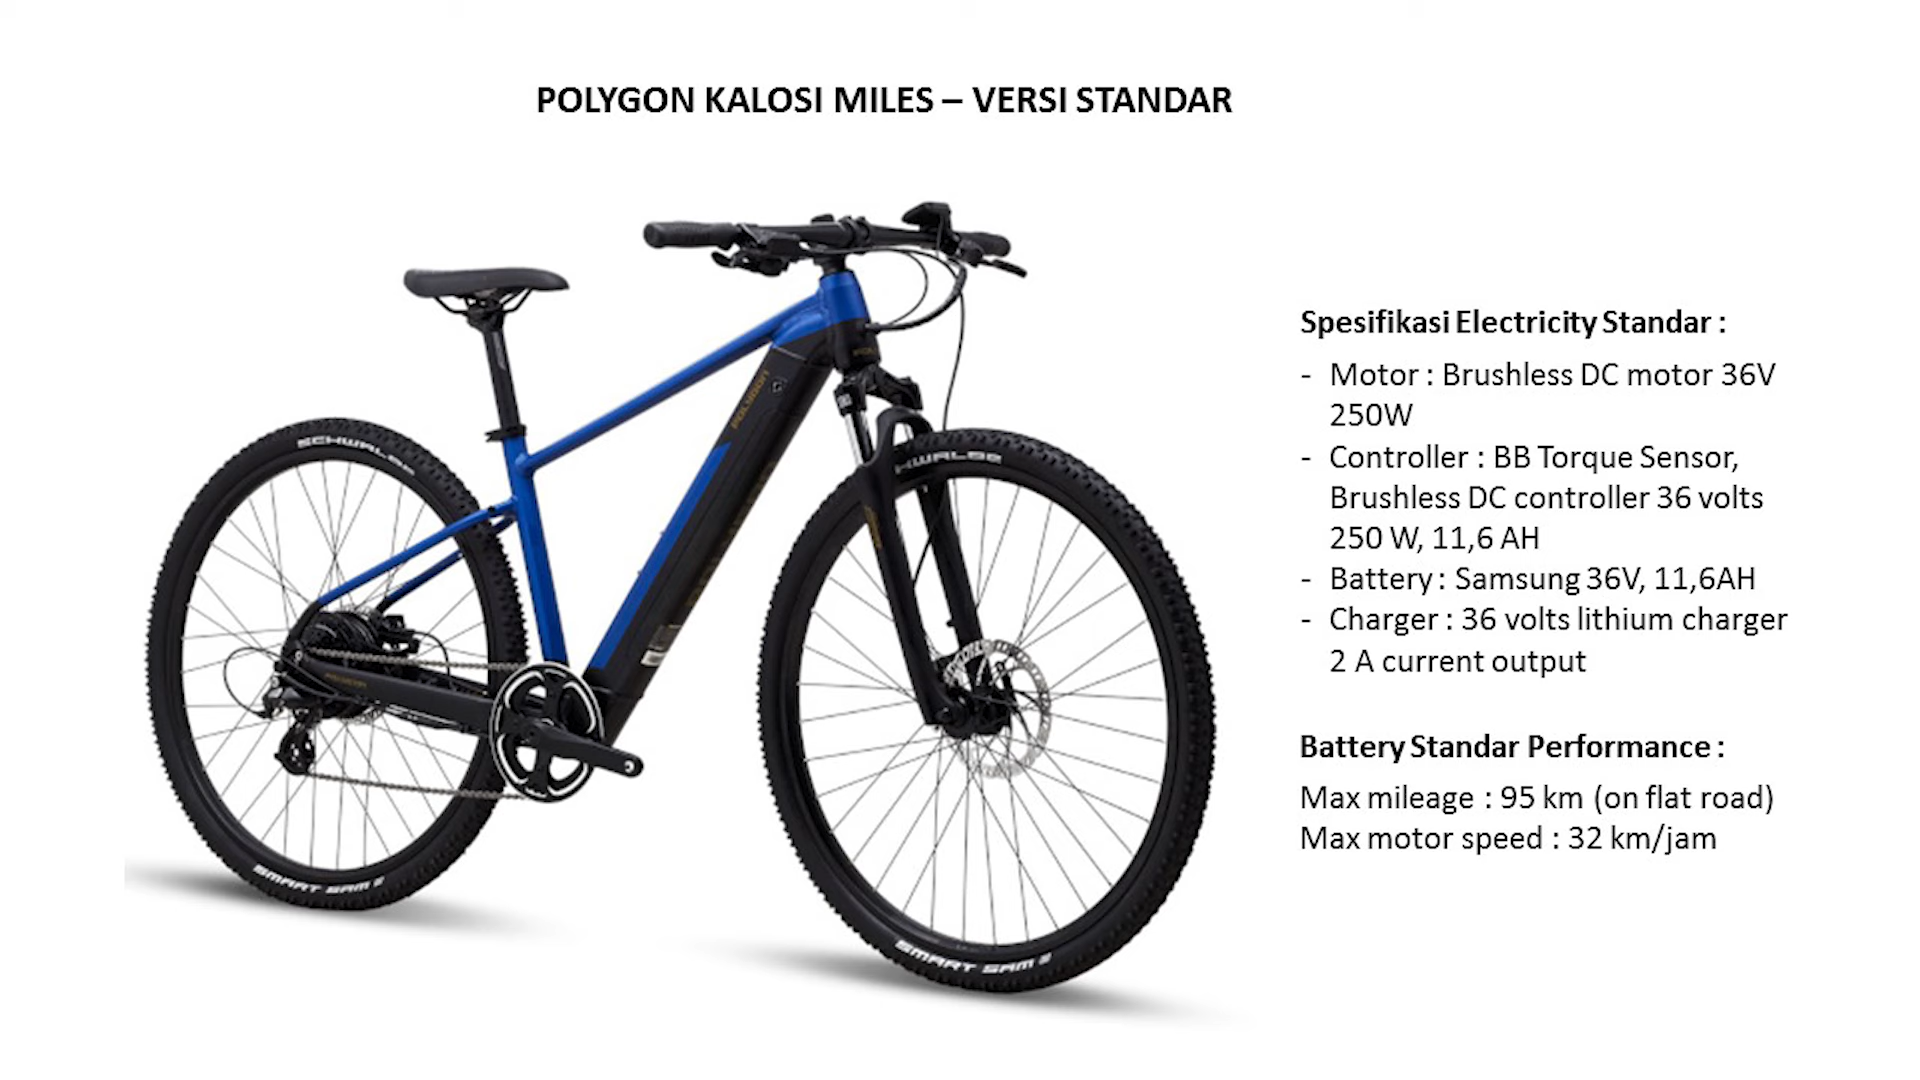 POLYGON KALOSI MILES – VERSI STANDAR
Spesifikasi Electricity Standar :
- Motor : Brushless DC motor 36V
250W
- Controller : BB Torque Sensor,
Brushless DC controller 36 volts
250 W, 11,6 AH
- Battery : Samsung 36V, 11,6AH
- Charger : 36 volts lithium charger
2 A current output
Battery Standar Performance :
Max mileage : 95 km (on flat road)
Max motor speed : 32 km/jam
SCHWALBE
POLYGON
POLYGON
SMART SAM
SMART SAM